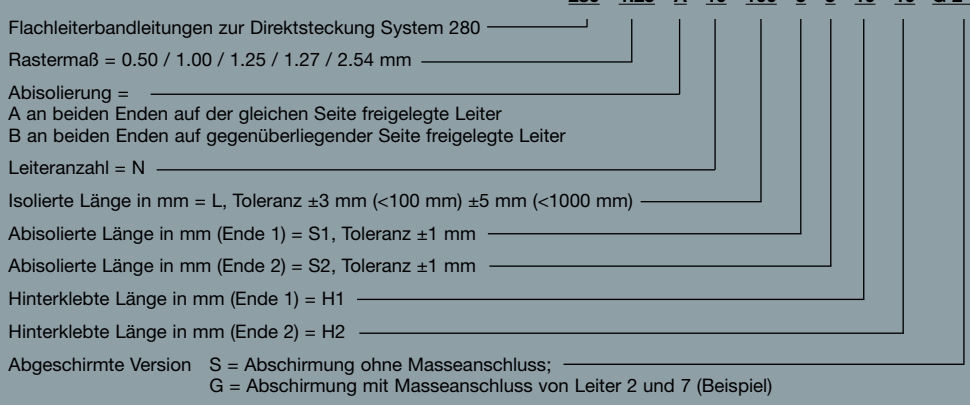 Flachleiterbandleitungen zur Direktsteckung System 280
Rastermaß = 0.50 / 1.00 / 1.25 / 1.27 / 2.54 mm
Abisolierung =
A an beiden Enden auf der gleichen Seite freigelegte Leiter
B an beiden Enden auf gegenüberliegender Seite freigelegte Leiter
Leiteranzahl = N
Isolierte Länge in mm = L, Toleranz ±3 mm (<100 mm) ±5 mm (<1000 mm)
Abisolierte Länge in mm (Ende 1) = S1, Toleranz ±1 mm
Abisolierte Länge in mm (Ende 2) = S2, Toleranz ±1 mm
Hinterklebte Länge in mm (Ende 1) = H1
Hinterklebte Länge in mm (Ende 2) = H2
Abgeschirmte Version S = Abschirmung ohne Masseanschluss;
G = Abschirmung mit Masseanschluss von Leiter 2 und 7 (Beispiel)